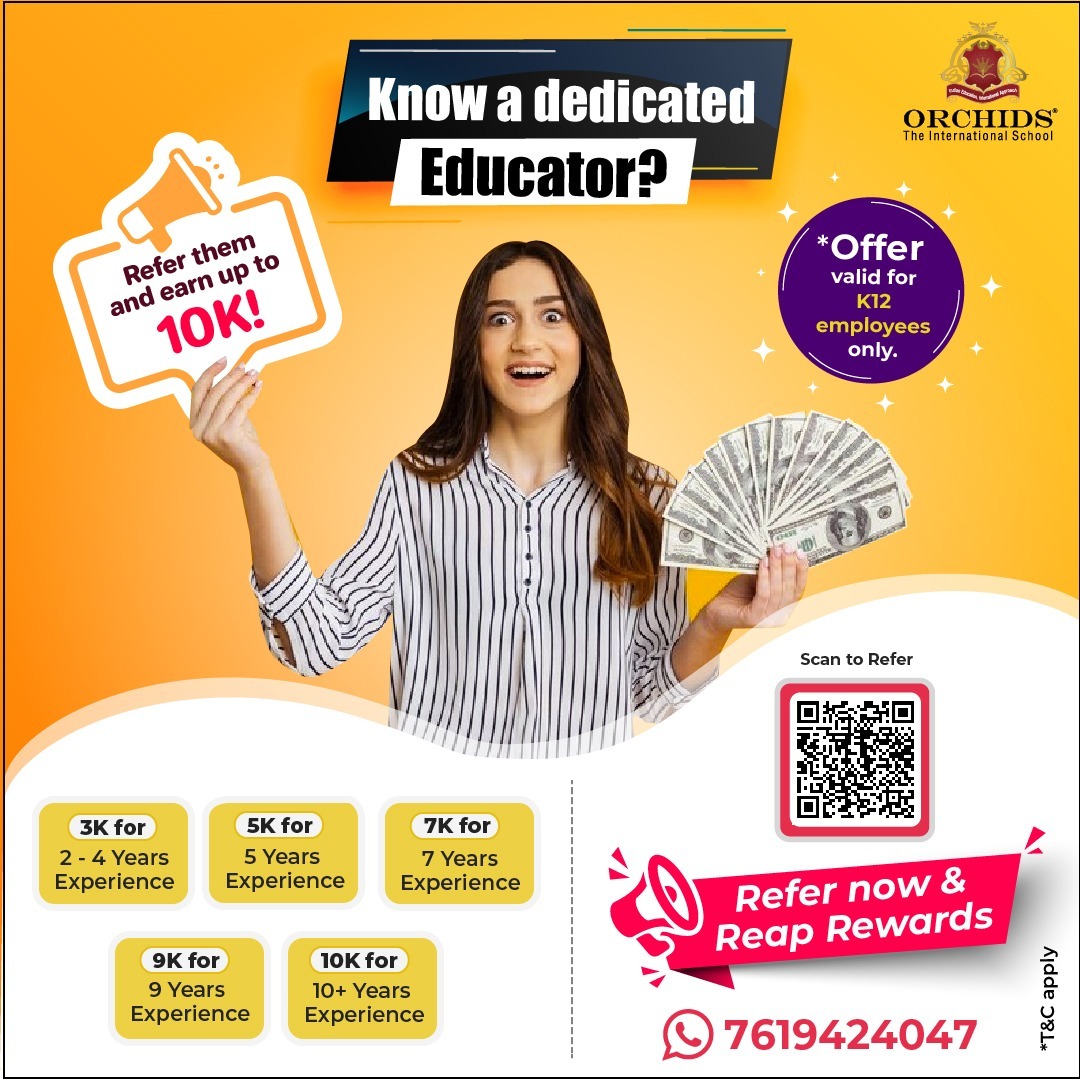 Know a dedicated
Educator?
ORCHIDS®
The International School
Refer them
and earn up to
10K!
*Offer
valid for
K12
employees
only.
Scan to Refer
3K for
2 - 4 Years
Experience
5K for
5 Years
Experience
7K for
7 Years
Experience
9K for
9 Years
Experience
10K for
10+ Years
Experience
Refer now &
Reap Rewards
7619424047
*T&C apply